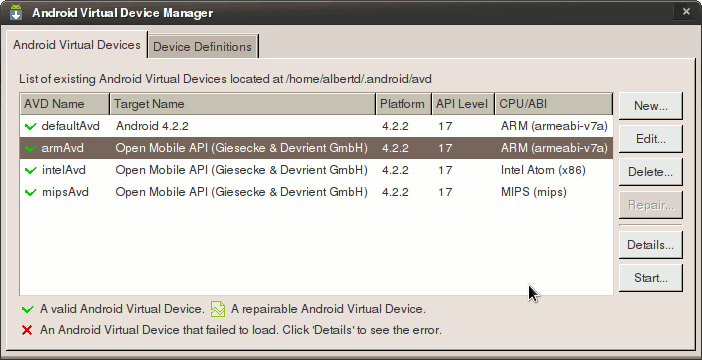 Android Virtual Device Manager
Android Virtual Devices Device Definitions
List of existing Android Virtual Devices located at /home/albertd/.android/avd
AVD Name Target Name Platform API Level CPU/ABI
defaultAvd Android 4.2.2 4.2.2 17 ARM (armeabi-v7a)
armAvd Open Mobile API (Giesecke & Devrient GmbH) 4.2.2 17 ARM (armeabi-v7a)
intelAvd Open Mobile API (Giesecke & Devrient GmbH) 4.2.2 17 Intel Atom (x86)
mipsAvd Open Mobile API (Giesecke & Devrient GmbH) 4.2.2 17 MIPS (mips)
New...
Edit...
Delete...
Repair...
Details...
Start...
A valid Android Virtual Device. A repairable Android Virtual Device.
An Android Virtual Device that failed to load. Click 'Details' to see the error.